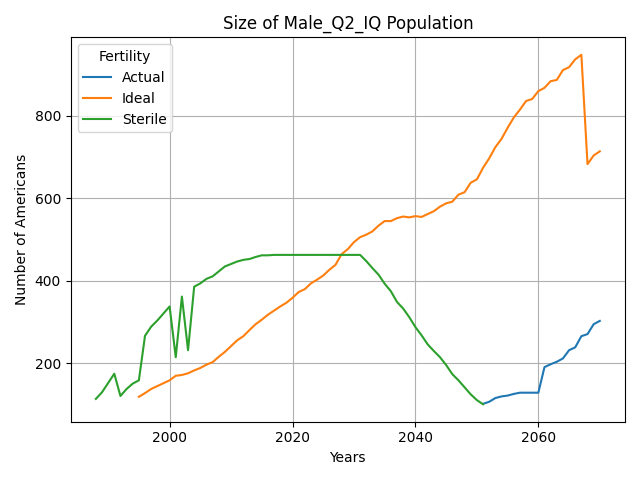 Size of Male_Q2_IQ Population
Fertility
Actual
Ideal
Sterile
Number of Americans
800
600
400
200
2000
2020
2040
2060
Years